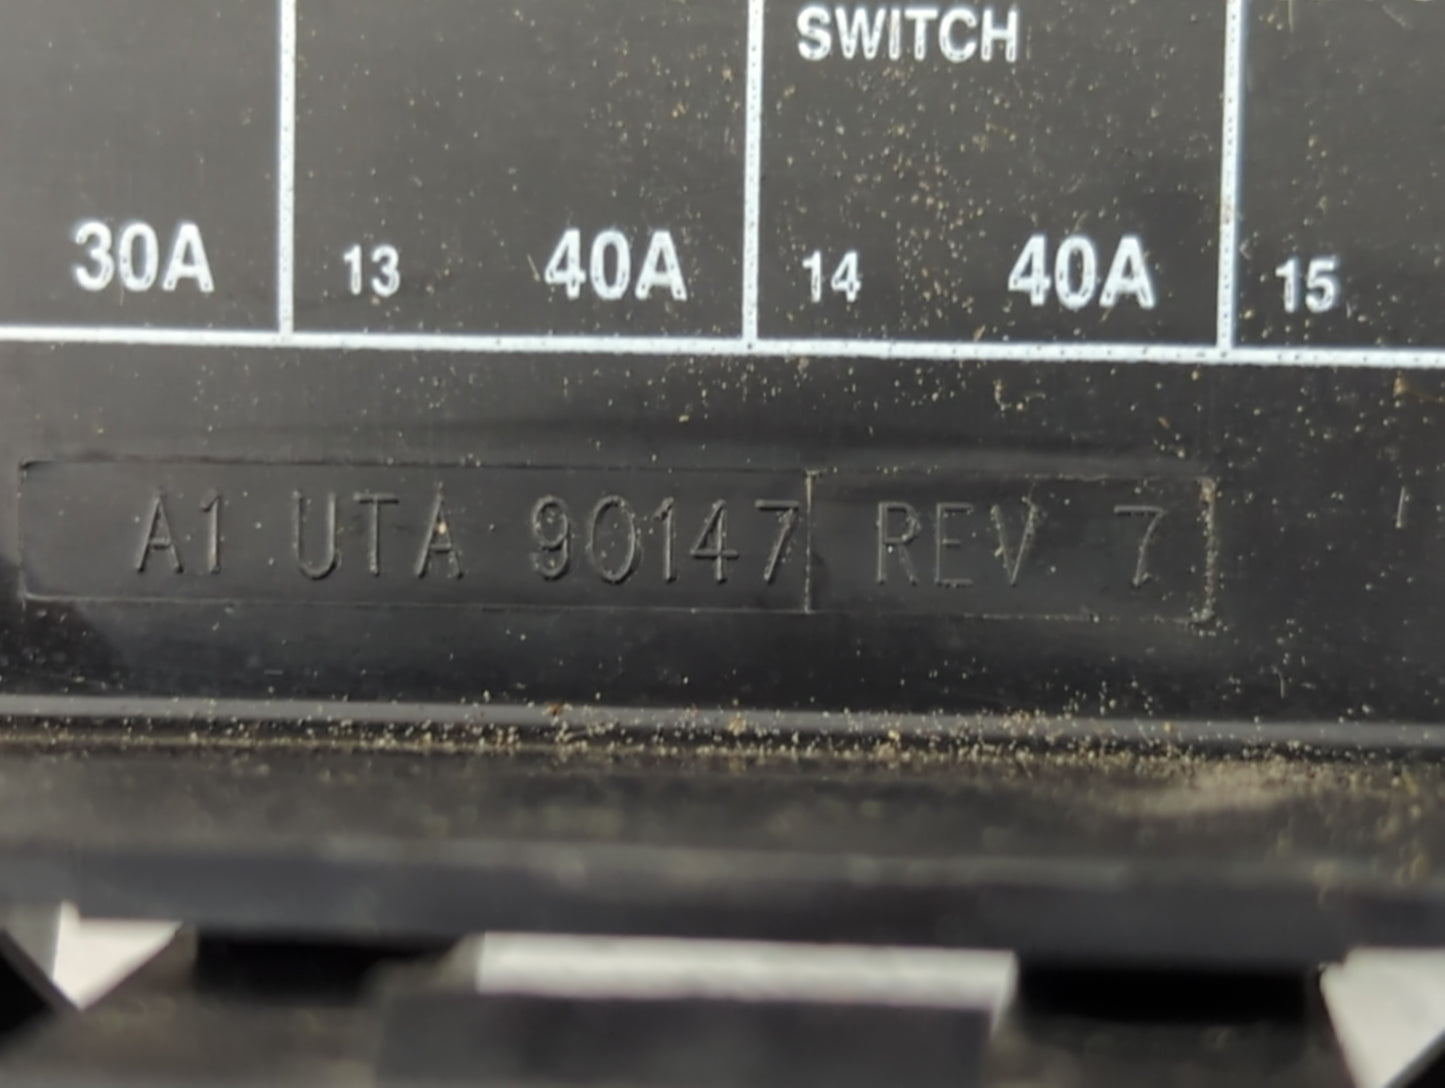 SWITCH
30A 13 40A 14 40A 15
A1 UTA 90147 REV 7